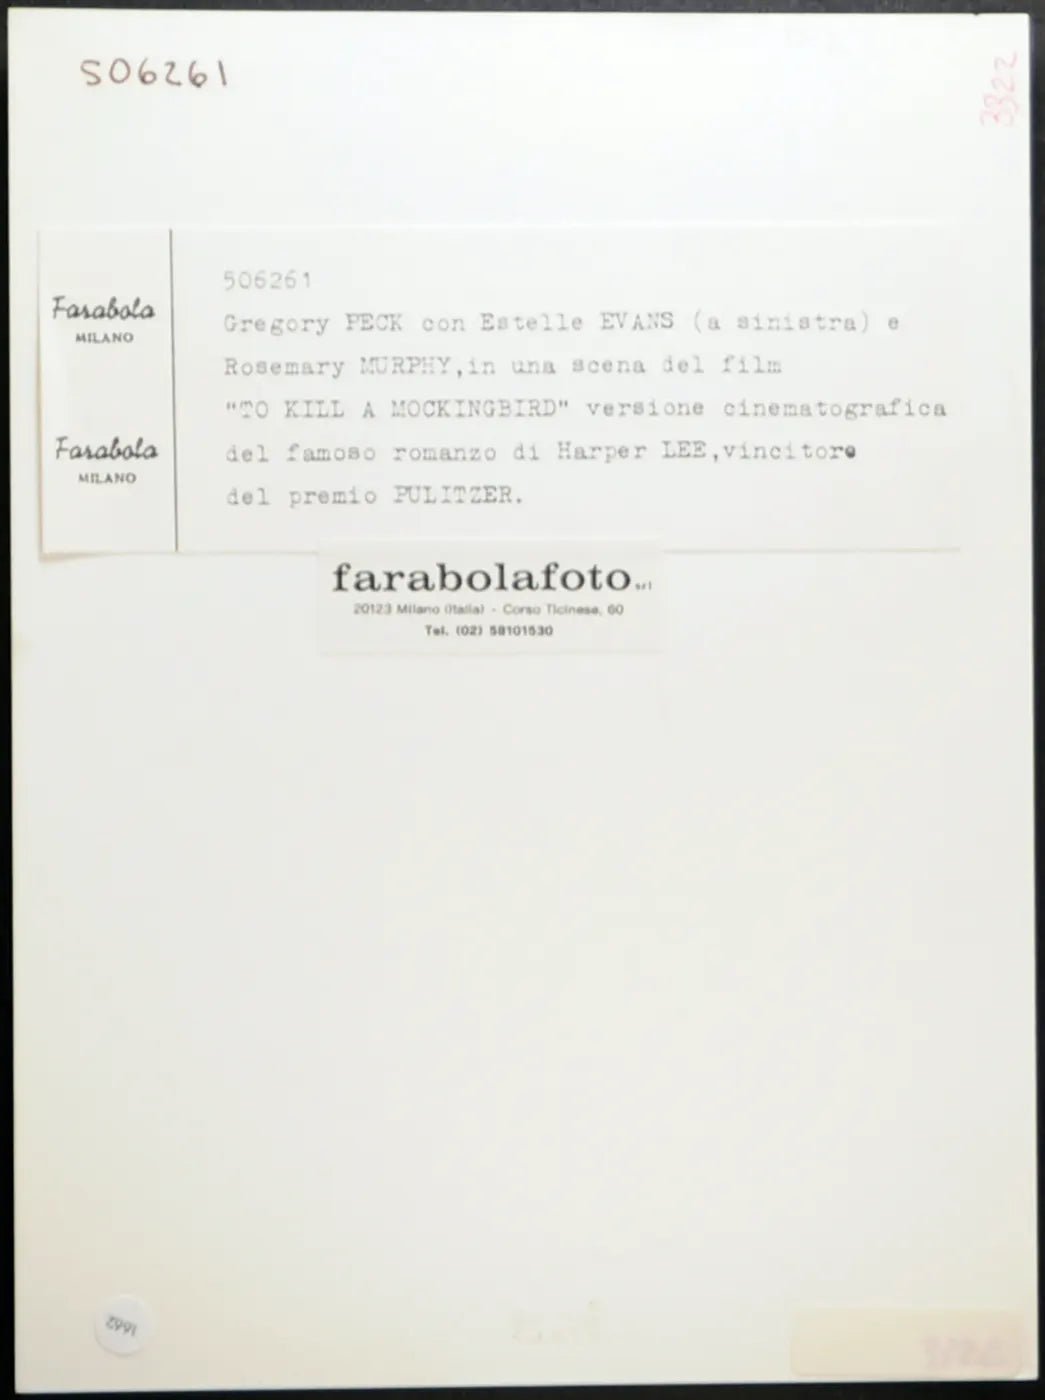 506261
3322
Farabola
MILANO
Farabola
MILANO
506261
Gregory PECK con Estelle EVANS (a sinistra) e
Rosemary MURPHY,in una scena del film
"TO KILL A MOCKINGBIRD" versione cinematografica
del famoso romanzo di Harper LEE,vincitore
del premio PULITZER.
farabolafoto srl
20123 Milano (Italia) - Corso Ticinese, 60
Tel. (02) 58101530
1662